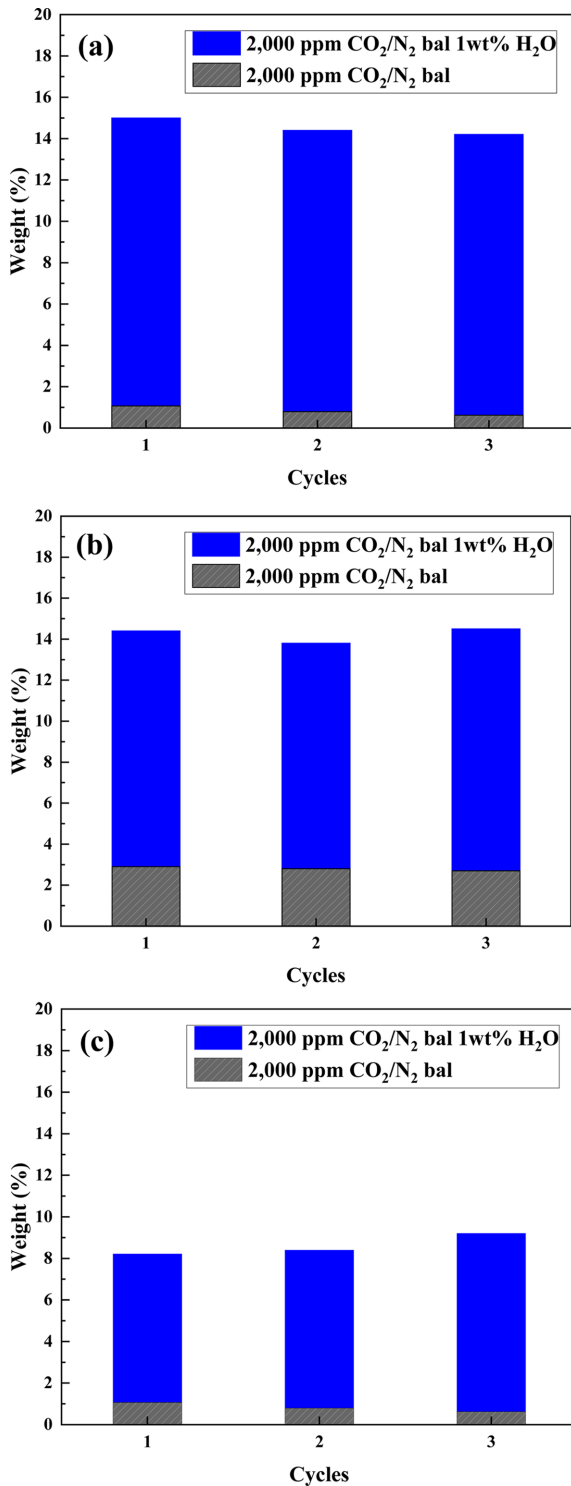 20
(a)
2,000 ppm CO₂/N₂ bal 1wt% H₂O
18
2,000 ppm CO₂/N₂ bal
16
14
12
Weight (%)
10
8
6
4
2
0
1 2 3
Cycles
20
(b)
2,000 ppm CO₂/N₂ bal 1wt% H₂O
18
2,000 ppm CO₂/N₂ bal
16
14
12
Weight (%)
10
8
6
4
2
0
1 2 3
Cycles
20
(c)
2,000 ppm CO₂/N₂ bal 1wt% H₂O
18
2,000 ppm CO₂/N₂ bal
16
14
12
Weight (%)
10
8
6
4
2
0
1 2 3
Cycles